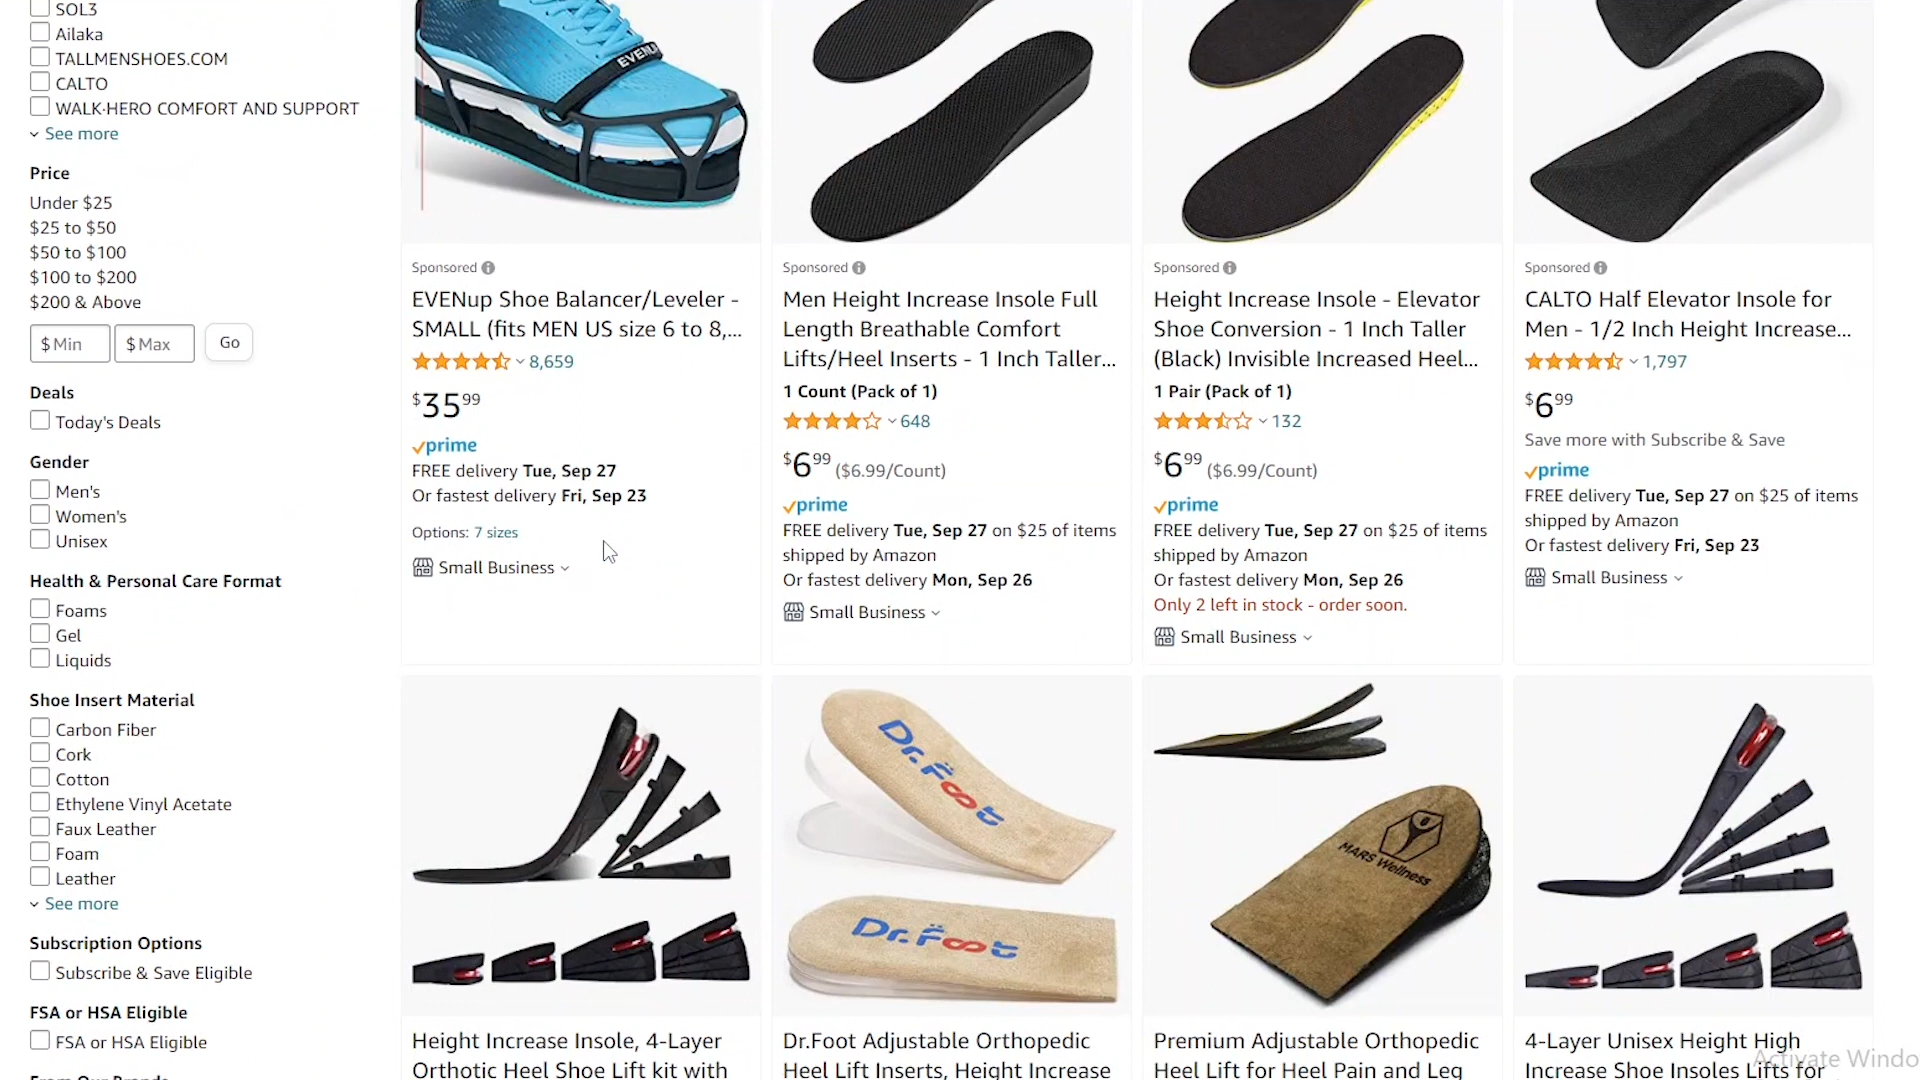 SOL3
Ailaka
TALLMENSHOES.COM
CALTO
WALK·HERO COMFORT AND SUPPORT
See more
Price
Under $25
$25 to $50
$50 to $100
$100 to $200
$200 & Above
$ Min $ Max Go
Deals
Today's Deals
Gender
Men's
Women's
Unisex
Health & Personal Care Format
Foams
Gel
Liquids
Shoe Insert Material
Carbon Fiber
Cork
Cotton
Ethylene Vinyl Acetate
Faux Leather
Foam
Leather
See more
Subscription Options
Subscribe & Save Eligible
FSA or HSA Eligible
FSA or HSA Eligible
From Our Brands
EVENUP
Sponsored
EVENup Shoe Balancer/Leveler -
SMALL (fits MEN US size 6 to 8,...
8,659
$35 99
prime
FREE delivery Tue, Sep 27
Or fastest delivery Fri, Sep 23
Options: 7 sizes
Small Business
Sponsored
Men Height Increase Insole Full
Length Breathable Comfort
Lifts/Heel Inserts - 1 Inch Taller...
1 Count (Pack of 1)
648
$6 99 ($6.99/Count)
prime
FREE delivery Tue, Sep 27 on $25 of items
shipped by Amazon
Or fastest delivery Mon, Sep 26
Small Business
Sponsored
Height Increase Insole - Elevator
Shoe Conversion - 1 Inch Taller
(Black) Invisible Increased Heel...
1 Pair (Pack of 1)
132
$6 99 ($6.99/Count)
prime
FREE delivery Tue, Sep 27 on $25 of items
shipped by Amazon
Or fastest delivery Mon, Sep 26
Only 2 left in stock - order soon.
Small Business
Sponsored
CALTO Half Elevator Insole for
Men - 1/2 Inch Height Increase...
1,797
$6 99
Save more with Subscribe & Save
prime
FREE delivery Tue, Sep 27 on $25 of items
shipped by Amazon
Or fastest delivery Fri, Sep 23
Small Business
Height Increase Insole, 4-Layer
Orthotic Heel Shoe Lift kit with
Dr.Foot
Dr.Foot
Dr.Foot Adjustable Orthopedic
Heel Lift Inserts, Height Increase
MARS Wellness
Premium Adjustable Orthopedic
Heel Lift for Heel Pain and Leg
4-Layer Unisex Height High
Increase Shoe Insoles Lifts for
Activate Windo